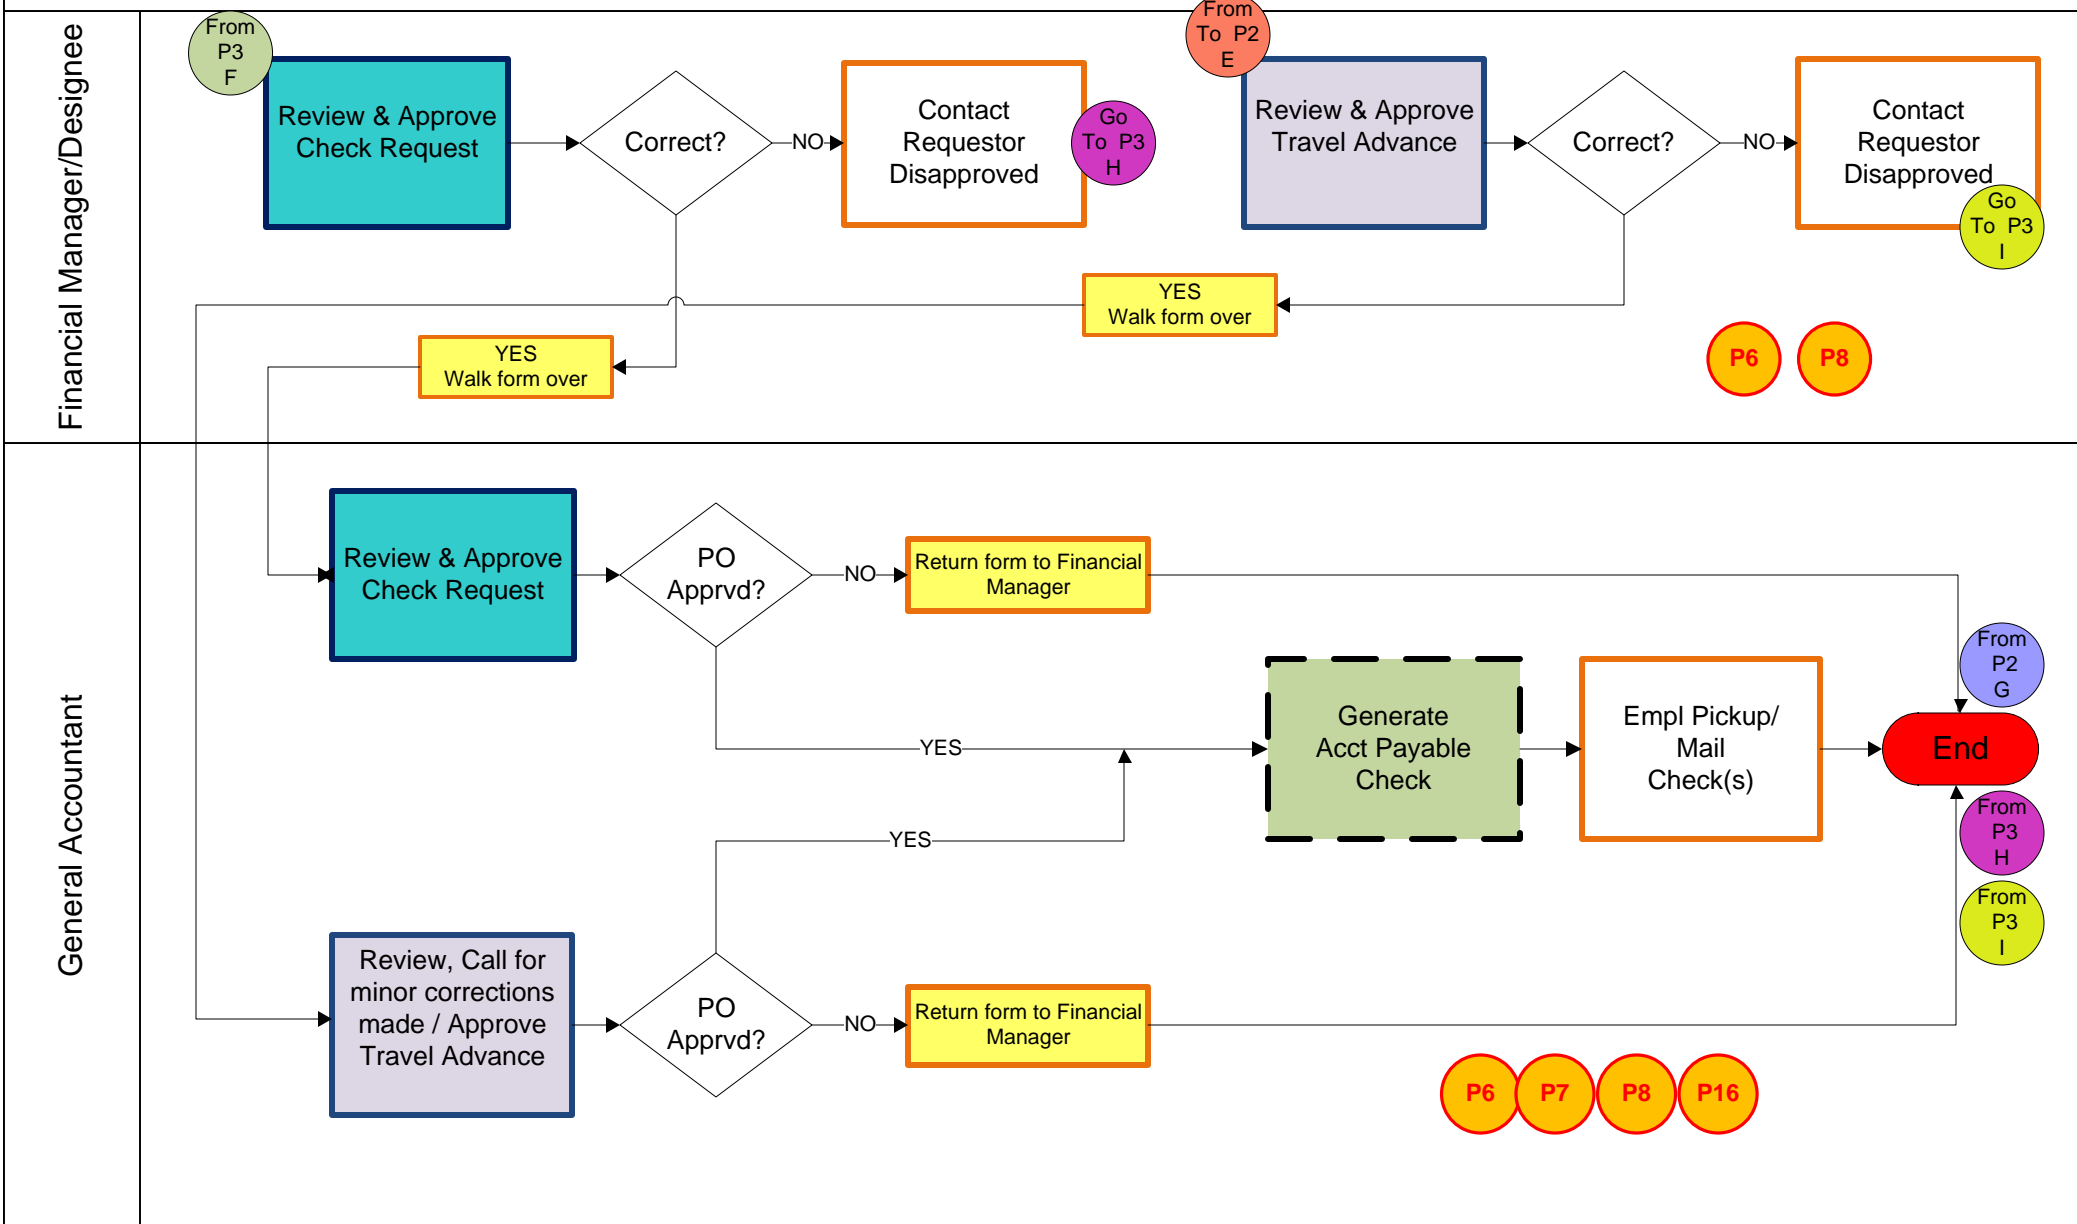 Financial Manager/Designee
From
P3
F
Review & Approve
Check Request
Correct?
NO
Contact
Requestor
Disapproved
Go
To P3
H
From
To P2
E
Review & Approve
Travel Advance
Correct?
NO
Contact
Requestor
Disapproved
Go
To P3
I
YES
Walk form over
YES
Walk form over
P6
P8
General Accountant
Review & Approve
Check Request
PO
Apprvd?
NO
Return form to Financial
Manager
YES
Generate
Acct Payable
Check
Empl Pickup/
Mail
Check(s)
From
P2
G
End
From
P3
H
From
P3
I
YES
Review, Call for
minor corrections
made / Approve
Travel Advance
PO
Apprvd?
NO
Return form to Financial
Manager
P6
P7
P8
P16